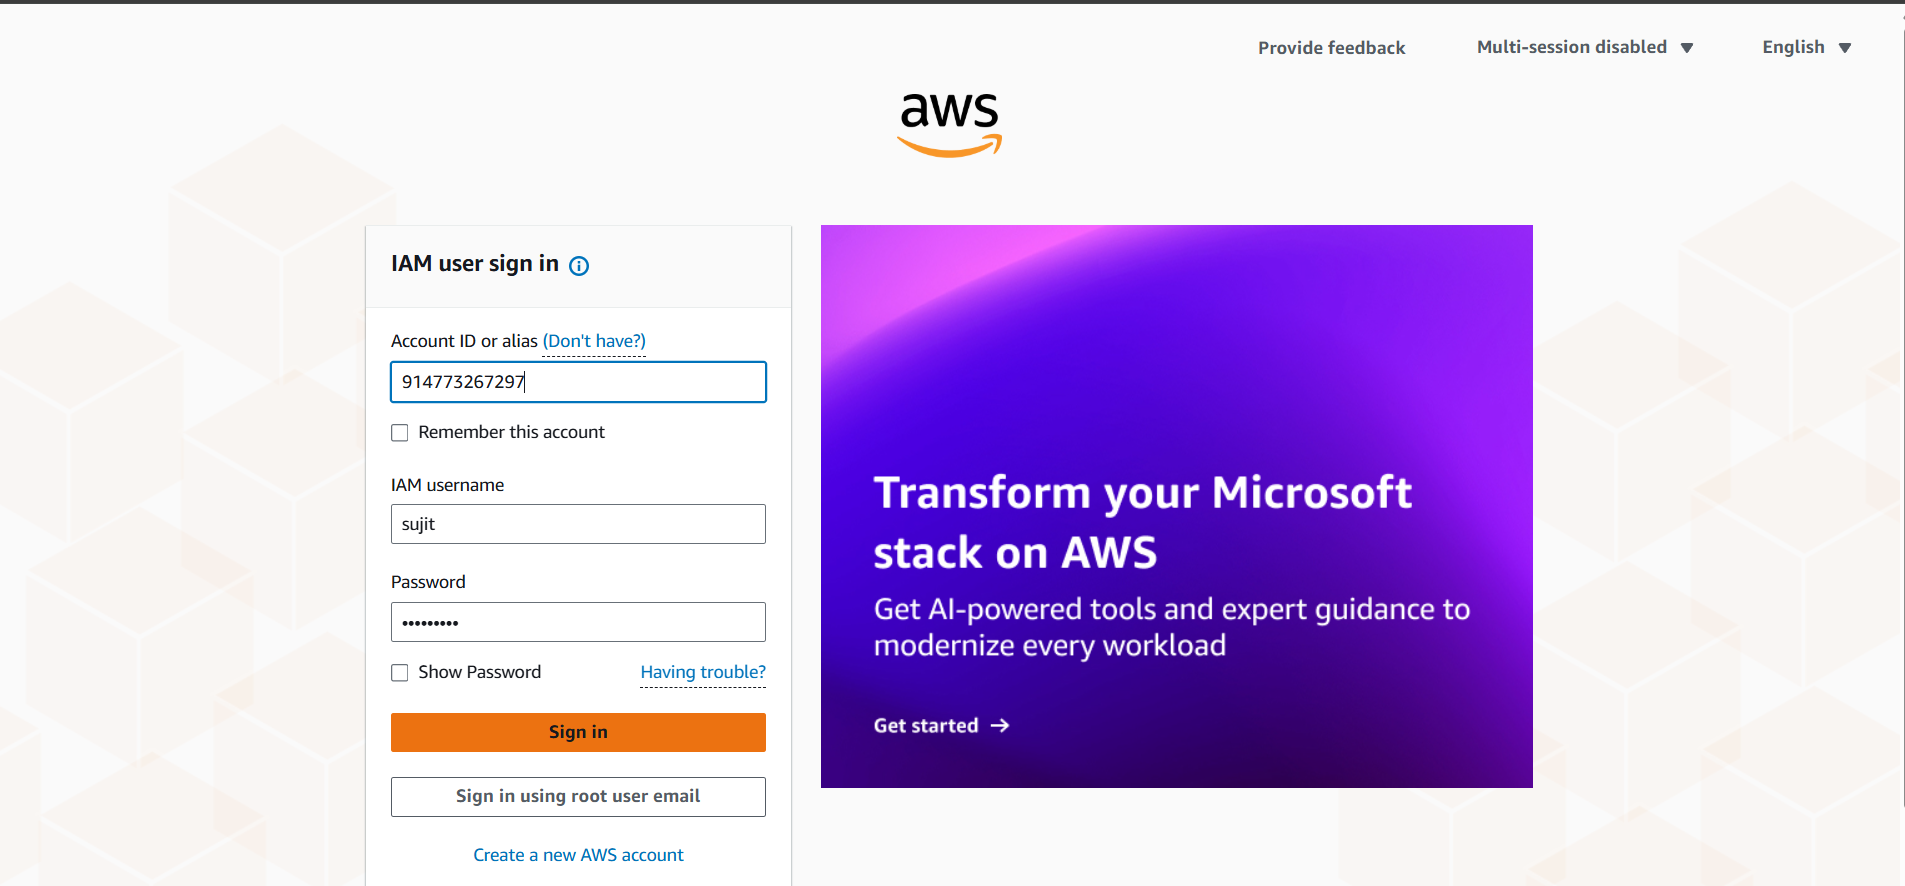 Provide feedback
Multi-session disabled
English
aws
IAM user sign in
Account ID or alias (Don't have?)
914773267297
Remember this account
IAM username
sujit
Password
•••••••••
Show Password
Having trouble?
Sign in
Sign in using root user email
Create a new AWS account
Transform your Microsoft
stack on AWS
Get AI-powered tools and expert guidance to
modernize every workload
Get started →